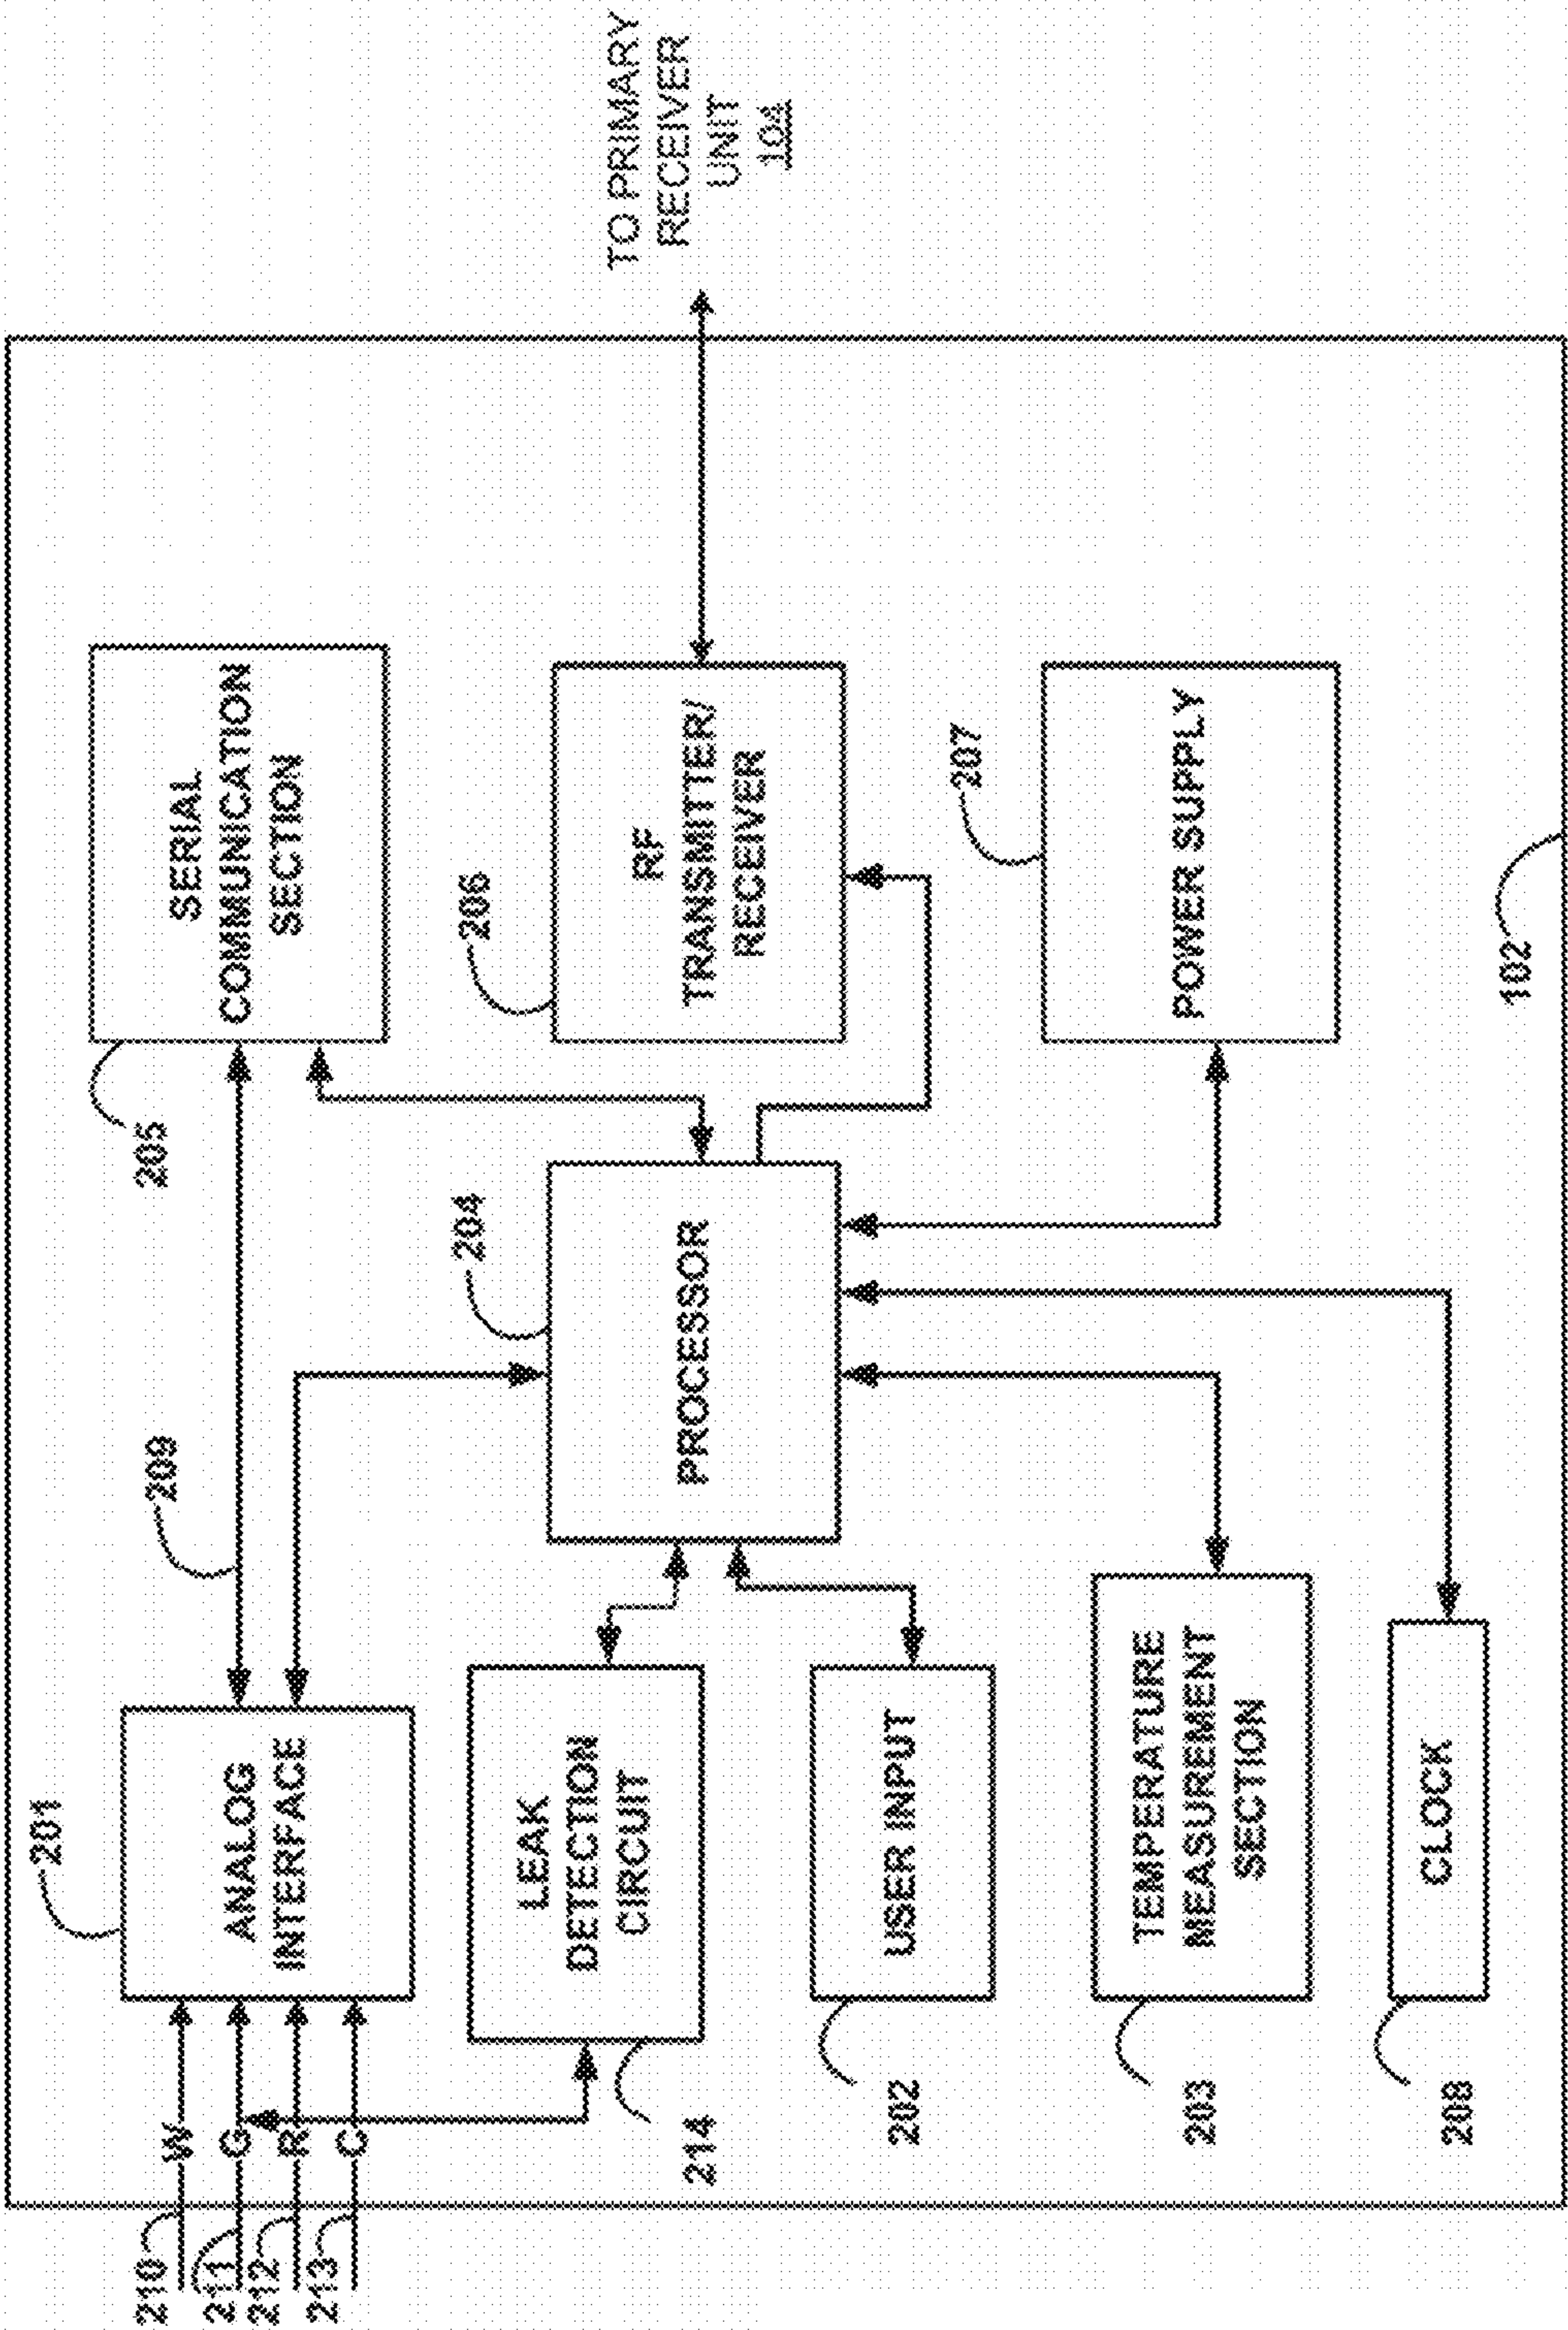 210
211
212
213
W
G
R
C
201
ANALOG
INTERFACE
209
205
SERIAL
COMMUNICATION
SECTION
LEAK
DETECTION
CIRCUIT
214
204
PROCESSOR
206
RF
TRANSMITTER/
RECEIVER
TO PRIMARY
RECEIVER
UNIT
104
USER INPUT
202
207
POWER SUPPLY
TEMPERATURE
MEASUREMENT
SECTION
203
CLOCK
208
102